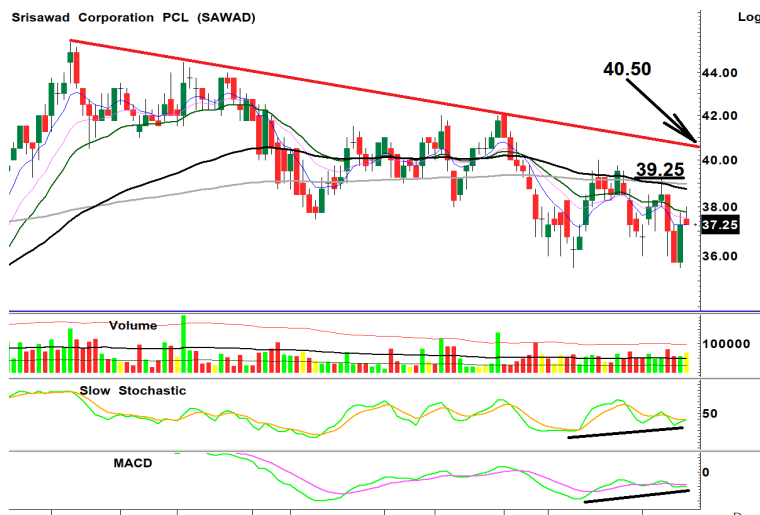 Srisawad Corporation PCL (SAWAD)
Log
40.50
44.00
42.00
40.00
39.25
38.00
37.25
36.00
Volume
100000
Slow Stochastic
50
MACD
0